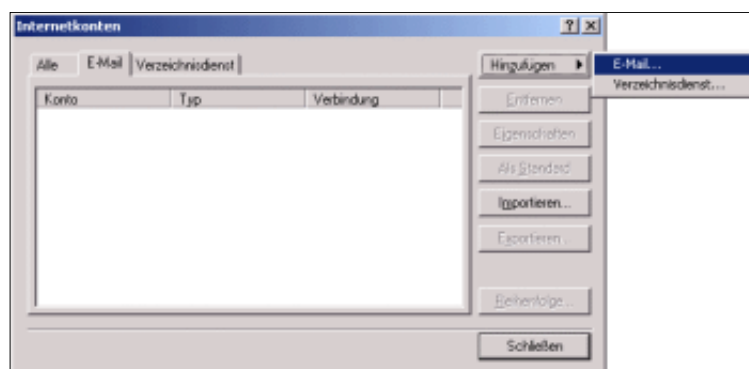 Internetkonten
Alle E-Mail Verzeichnisdienst
Konto Typ Verbindung
Hinzufügen
E-Mail...
Verzeichnisdienst...
Entfernen
Eigenschaften
Als Standard
Importieren...
Exportieren...
Reihenfolge...
Schließen